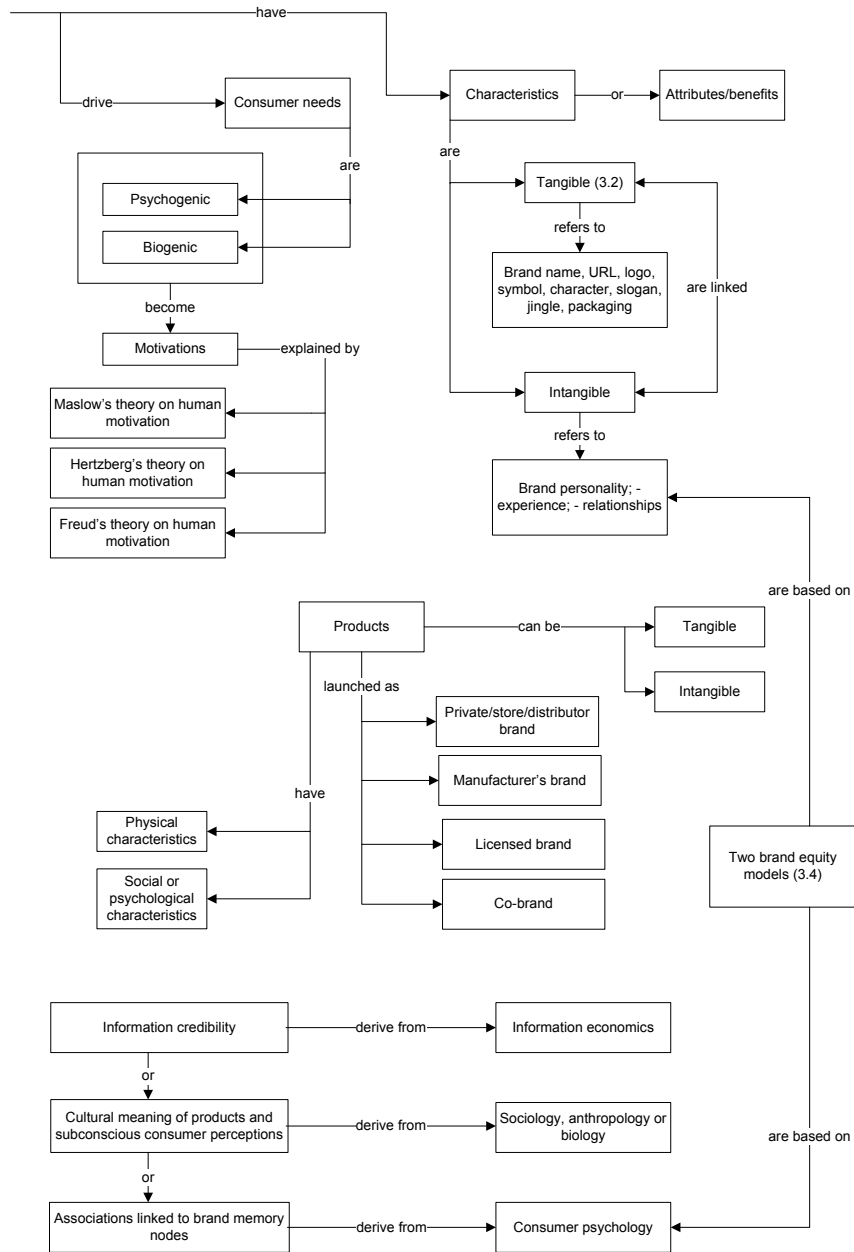 have
drive
Consumer needs
Characteristics
or
Attributes/benefits
are
are
Psychogenic
Biogenic
Tangible (3.2)
refers to
Brand name, URL, logo,
symbol, character, slogan,
jingle, packaging
are linked
become
Motivations
explained by
Maslow's theory on human
motivation
Hertzberg's theory on
human motivation
Freud's theory on human
motivation
Intangible
refers to
Brand personality; -
experience; - relationships
are based on
Products
can be
Tangible
Intangible
launched as
Private/store/distributor
brand
Manufacturer's brand
Licensed brand
Co-brand
have
Physical
characteristics
Social or
psychological
characteristics
Two brand equity
models (3.4)
Information credibility
derive from
Information economics
or
Cultural meaning of products and
subconscious consumer perceptions
derive from
Sociology, anthropology or
biology
are based on
or
Associations linked to brand memory
nodes
derive from
Consumer psychology